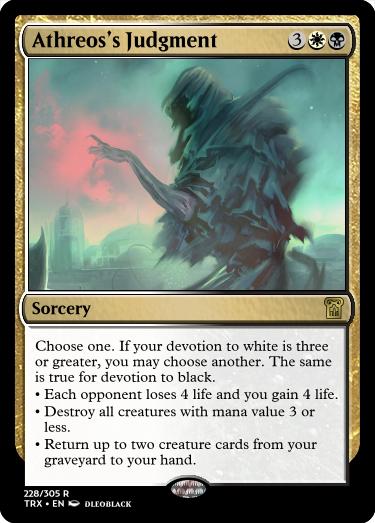 Athreos's Judgment 3
Sorcery
Choose one. If your devotion to white is three
or greater, you may choose another. The same
is true for devotion to black.
• Each opponent loses 4 life and you gain 4 life.
• Destroy all creatures with mana value 3 or
less.
• Return up to two creature cards from your
graveyard to your hand.
228/305 R
TRX • EN DLEOBLACK